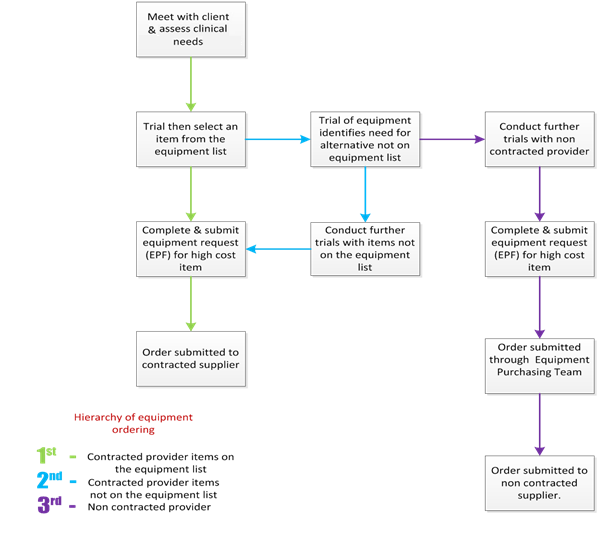 Meet with client
& assess clinical
needs
Trial then select an
item from the
equipment list
Trial of equipment
identifies need for
alternative not on
equipment list
Conduct further
trials with non
contracted provider
Complete & submit
equipment request
(EPF) for high cost
item
Conduct further
trials with items not
on the equipment
list
Complete & submit
equipment request
(EPF) for high cost
item
Order submitted to
contracted supplier
Order submitted
through Equipment
Purchasing Team
Order submitted to
non contracted
supplier.
Hierarchy of equipment
ordering
1st - Contracted provider items on
the equipment list
2nd - Contracted provider items
not on the equipment list
3rd - Non contracted provider